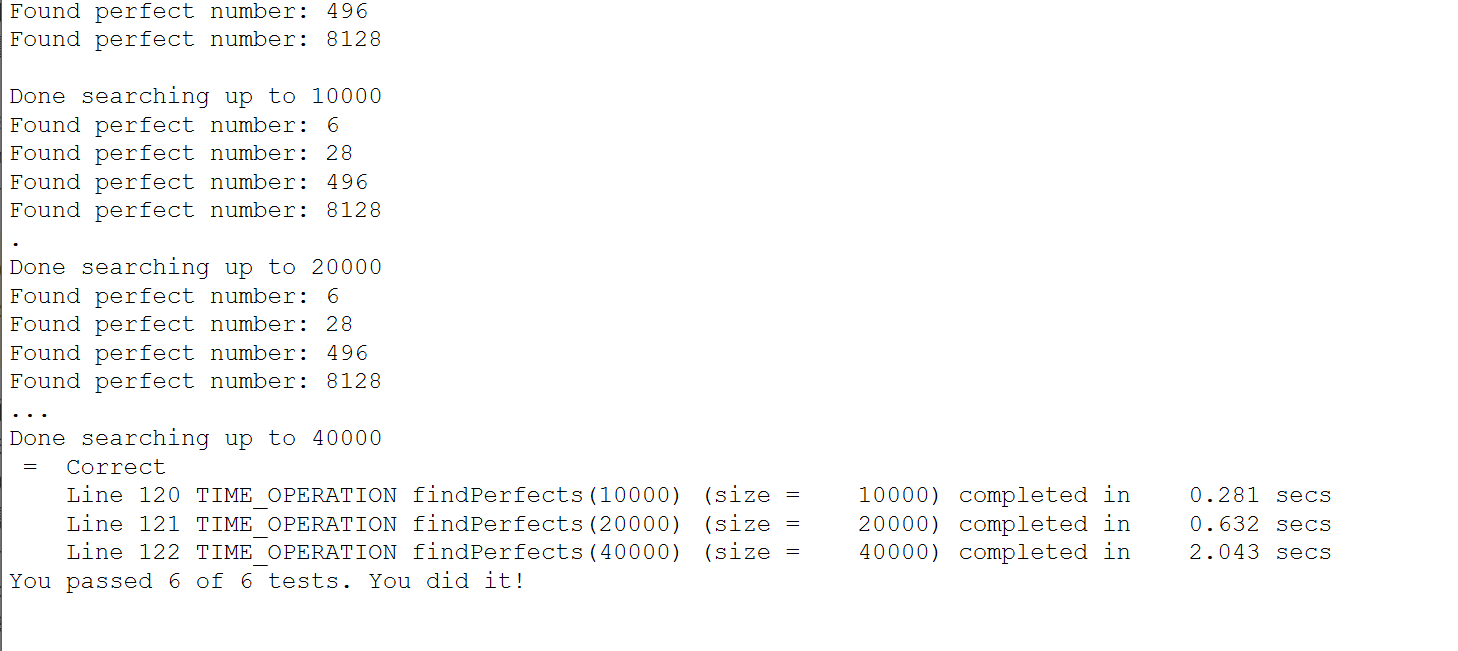 Found perfect number: 496
Found perfect number: 8128
Done searching up to 10000
Found perfect number: 6
Found perfect number: 28
Found perfect number: 496
Found perfect number: 8128
.
Done searching up to 20000
Found perfect number: 6
Found perfect number: 28
Found perfect number: 496
Found perfect number: 8128
...
Done searching up to 40000
= Correct
Line 120 TIME_OPERATION findPerfects(10000) (size = 10000) completed in 0.281 secs
Line 121 TIME_OPERATION findPerfects(20000) (size = 20000) completed in 0.632 secs
Line 122 TIME_OPERATION findPerfects(40000) (size = 40000) completed in 2.043 secs
You passed 6 of 6 tests. You did it!